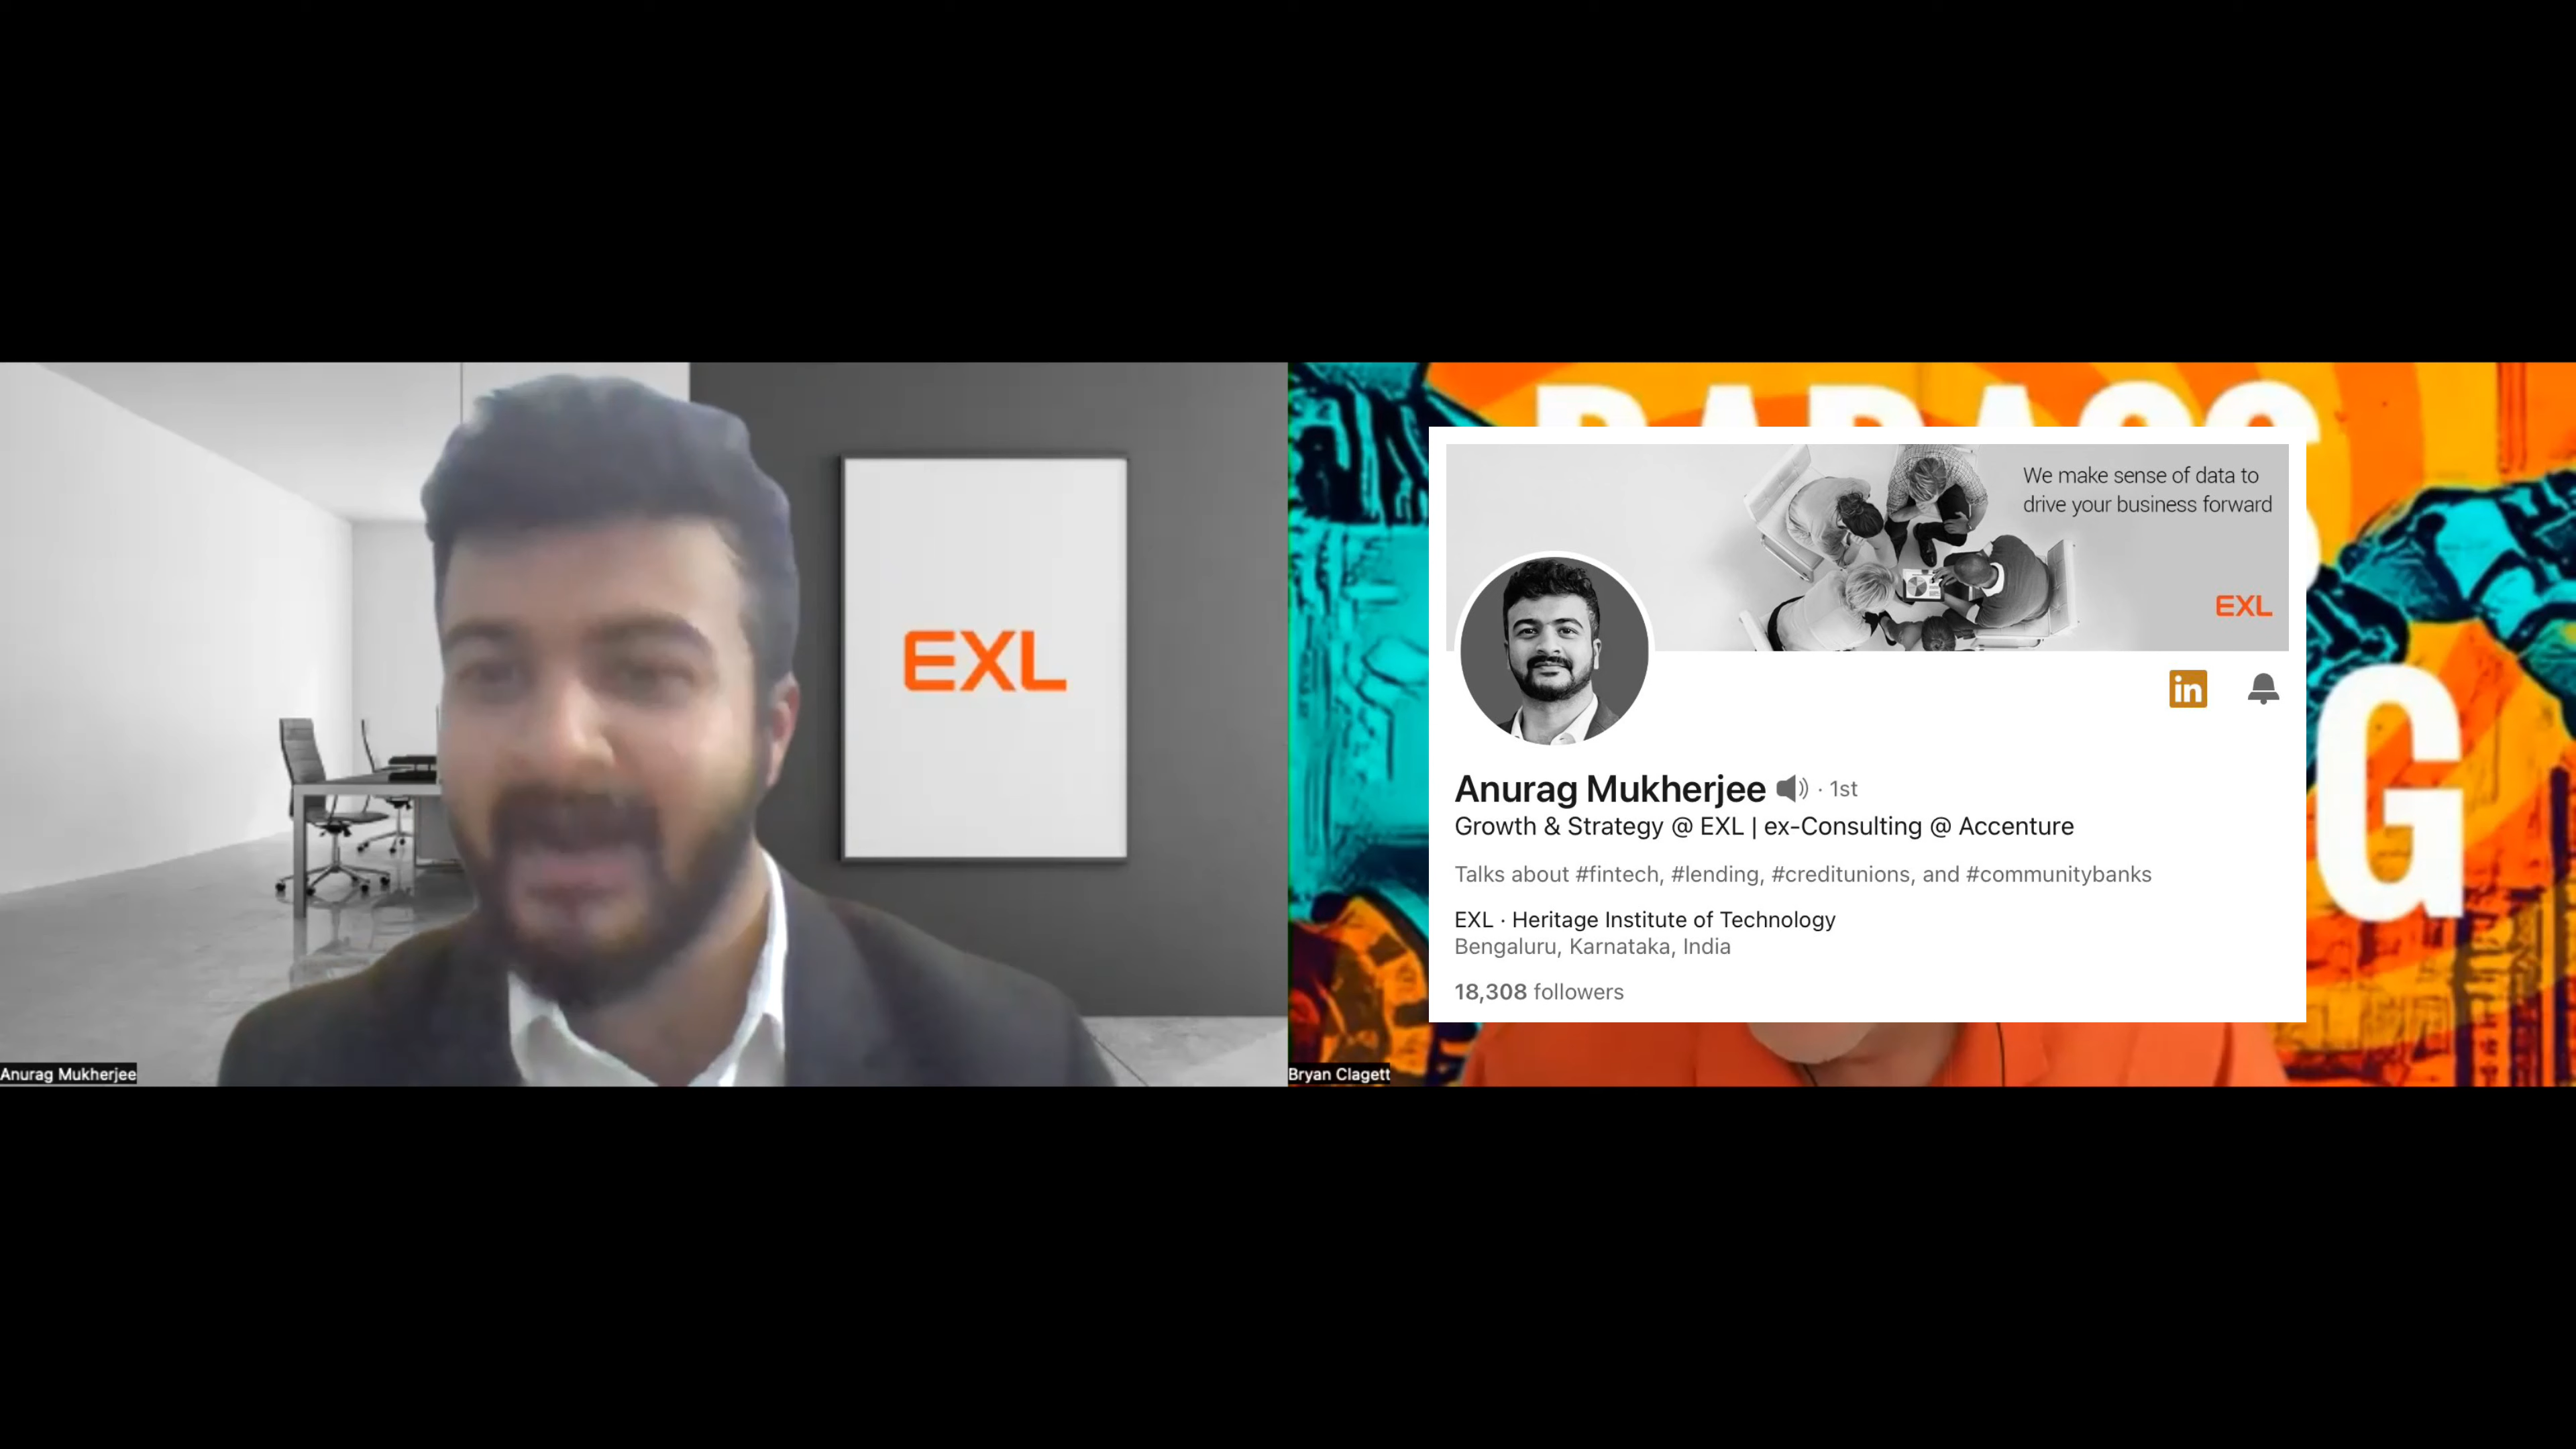 EXL
Anurag Mukherjee
We make sense of data to
drive your business forward
EXL
in
Anurag Mukherjee · 1st
Growth & Strategy @ EXL | ex-Consulting @ Accenture
Talks about #fintech, #lending, #creditunions, and #communitybanks
EXL · Heritage Institute of Technology
Bengaluru, Karnataka, India
18,308 followers
G
Bryan Clagett